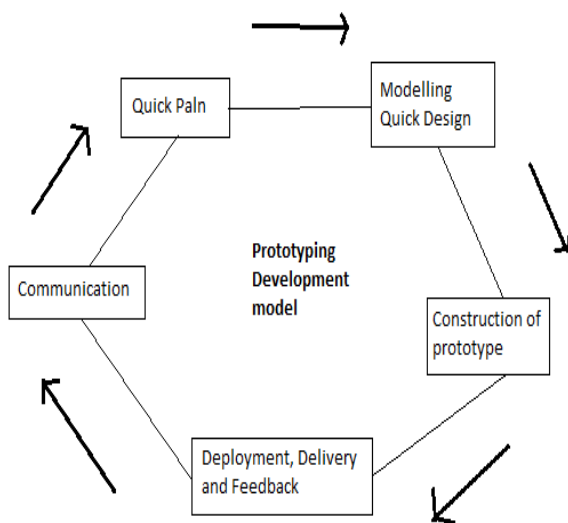 Quick Paln
Modelling
Quick Design
Prototyping
Development
model
Communication
Construction of
prototype
Deployment, Delivery
and Feedback